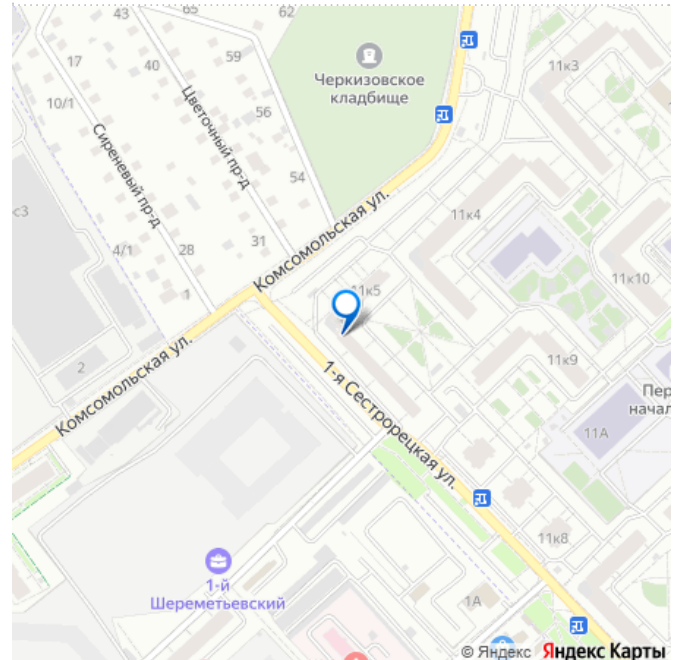 43
65
62
17
40
59
10/1
Черкизовское
кладбище
Цветочный пр-д
56
Сиреневый пр-д
54
с3
11к3
11к4
4/1
28
31
Комсомольская ул.
1
11к5
11к10
2
Комсомольская ул.
1-я Сестрорецкая ул.
11к9
Пер
начал
11А
11к8
1-й
Шереметьевский
1А
© Яндекс Яндекс Карты